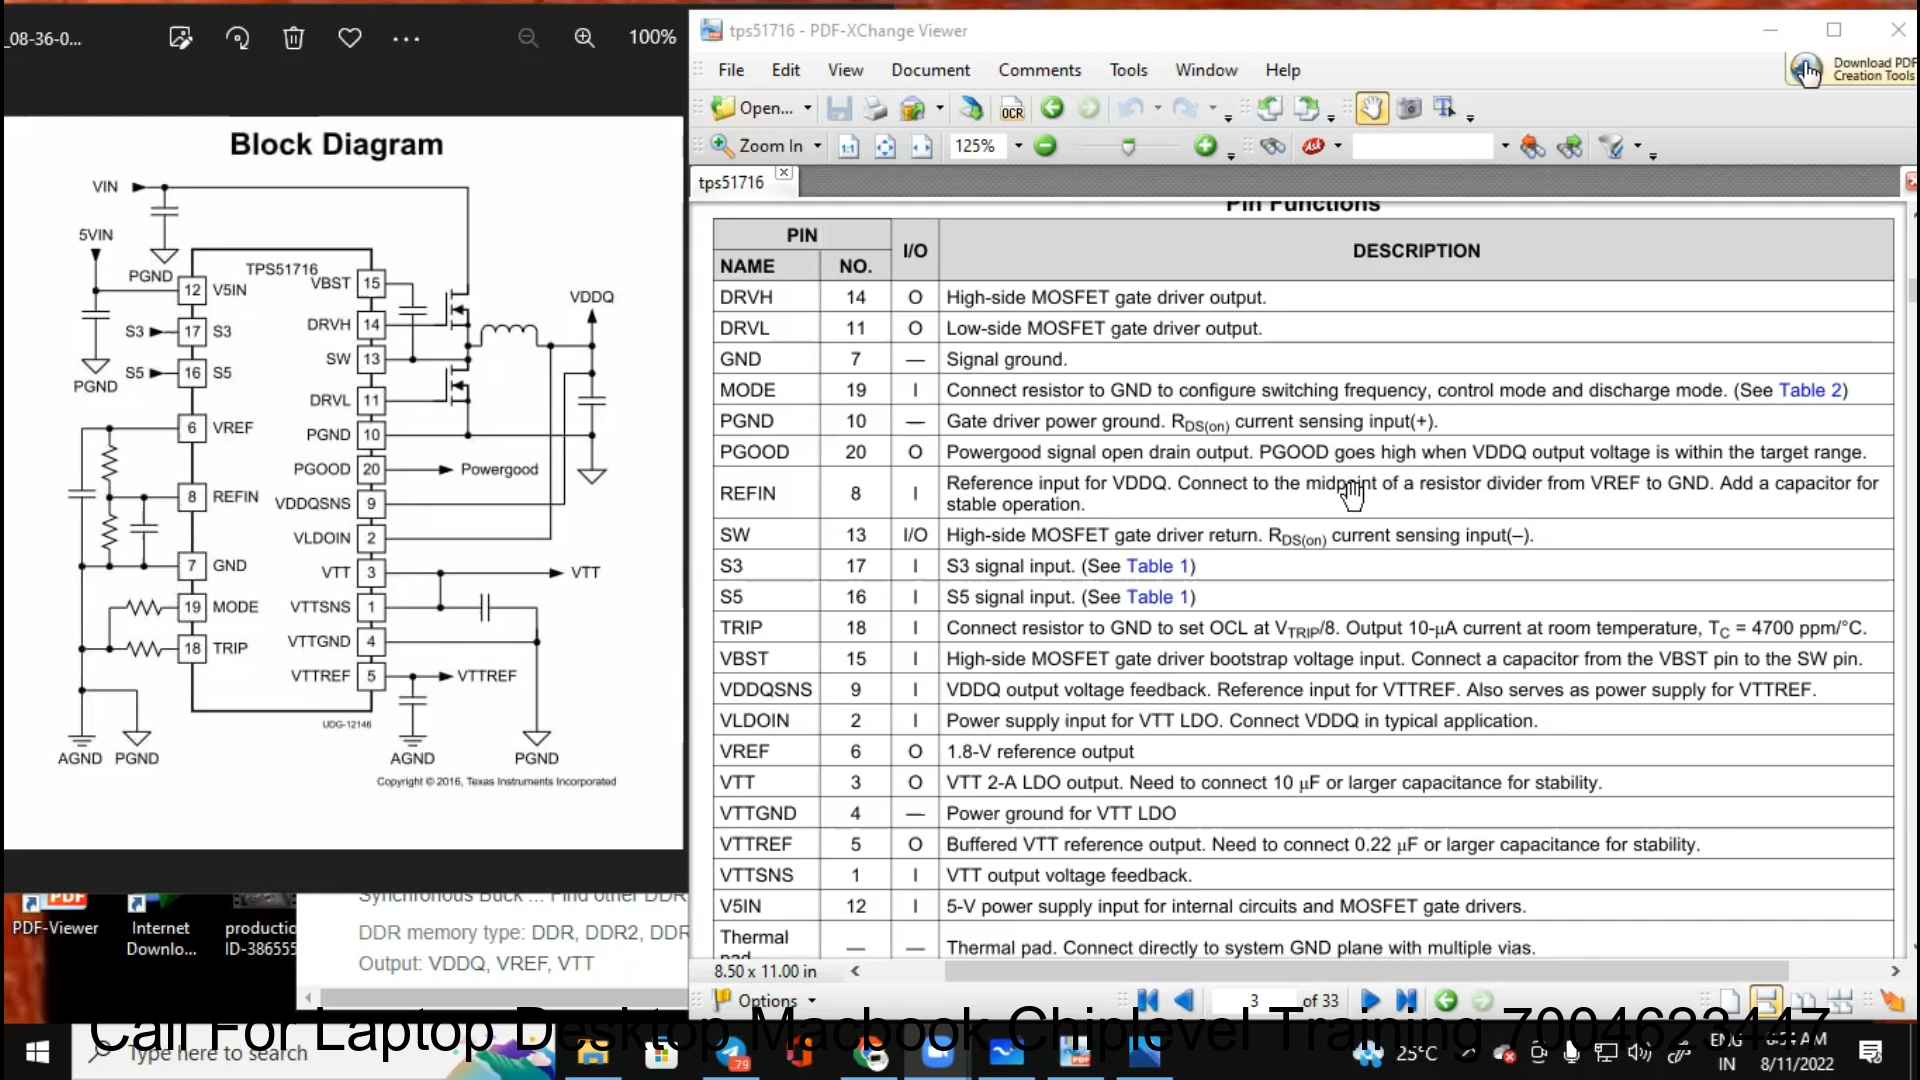 _08-36-0...
100%
Block Diagram
VIN
5VIN
PGND
TPS51716
VBST 15
12 V5IN
VDDQ
DRVH 14
S3 17 S3
SW 13
S5 16 S5
PGND
DRVL 11
6 VREF
PGND 10
PGOOD 20 Powergood
8 REFIN
VDDQSNS 9
VLDOIN 2
7 GND
VTT 3 VTT
19 MODE
VTTSNS 1
18 TRIP
VTTGND 4
VTTREF 5 VTTREF
UDG-12146
AGND PGND AGND PGND
Copyright © 2016, Texas Instruments Incorporated
PDF-Viewer
Internet
Downlo...
productio
ID-386555
Synchronous Buck ... Find other DDR
DDR memory type: DDR, DDR2, DDR
Output: VDDQ, VREF, VTT
tps51716 - PDF-XChange Viewer
File Edit View Document Comments Tools Window Help
Download PDF
Creation Tools
Open... OCR
Zoom In 1:1 125% Ask
tps51716
Pin Functions
PIN I/O DESCRIPTION
NAME NO.
DRVH 14 O High-side MOSFET gate driver output.
DRVL 11 O Low-side MOSFET gate driver output.
GND 7 — Signal ground.
MODE 19 I Connect resistor to GND to configure switching frequency, control mode and discharge mode. (See Table 2)
PGND 10 — Gate driver power ground. RDS(on) current sensing input(+).
PGOOD 20 O Powergood signal open drain output. PGOOD goes high when VDDQ output voltage is within the target range.
REFIN 8 I Reference input for VDDQ. Connect to the midpoint of a resistor divider from VREF to GND. Add a capacitor for
stable operation.
SW 13 I/O High-side MOSFET gate driver return. RDS(on) current sensing input(–).
S3 17 I S3 signal input. (See Table 1)
S5 16 I S5 signal input. (See Table 1)
TRIP 18 I Connect resistor to GND to set OCL at VTRIP/8. Output 10-μA current at room temperature, TC = 4700 ppm/°C.
VBST 15 I High-side MOSFET gate driver bootstrap voltage input. Connect a capacitor from the VBST pin to the SW pin.
VDDQSNS 9 I VDDQ output voltage feedback. Reference input for VTTREF. Also serves as power supply for VTTREF.
VLDOIN 2 I Power supply input for VTT LDO. Connect VDDQ in typical application.
VREF 6 O 1.8-V reference output
VTT 3 O VTT 2-A LDO output. Need to connect 10 μF or larger capacitance for stability.
VTTGND 4 — Power ground for VTT LDO
VTTREF 5 O Buffered VTT reference output. Need to connect 0.22 μF or larger capacitance for stability.
VTTSNS 1 I VTT output voltage feedback.
V5IN 12 I 5-V power supply input for internal circuits and MOSFET gate drivers.
Thermal
pad — — Thermal pad. Connect directly to system GND plane with multiple vias.
8.50 x 11.00 in
Options 3 of 33
Call For Laptop Desktop Macbook Chiplevel Training 7004623447
Type here to search
79
25°C
ENG
IN
AM
8/11/2022